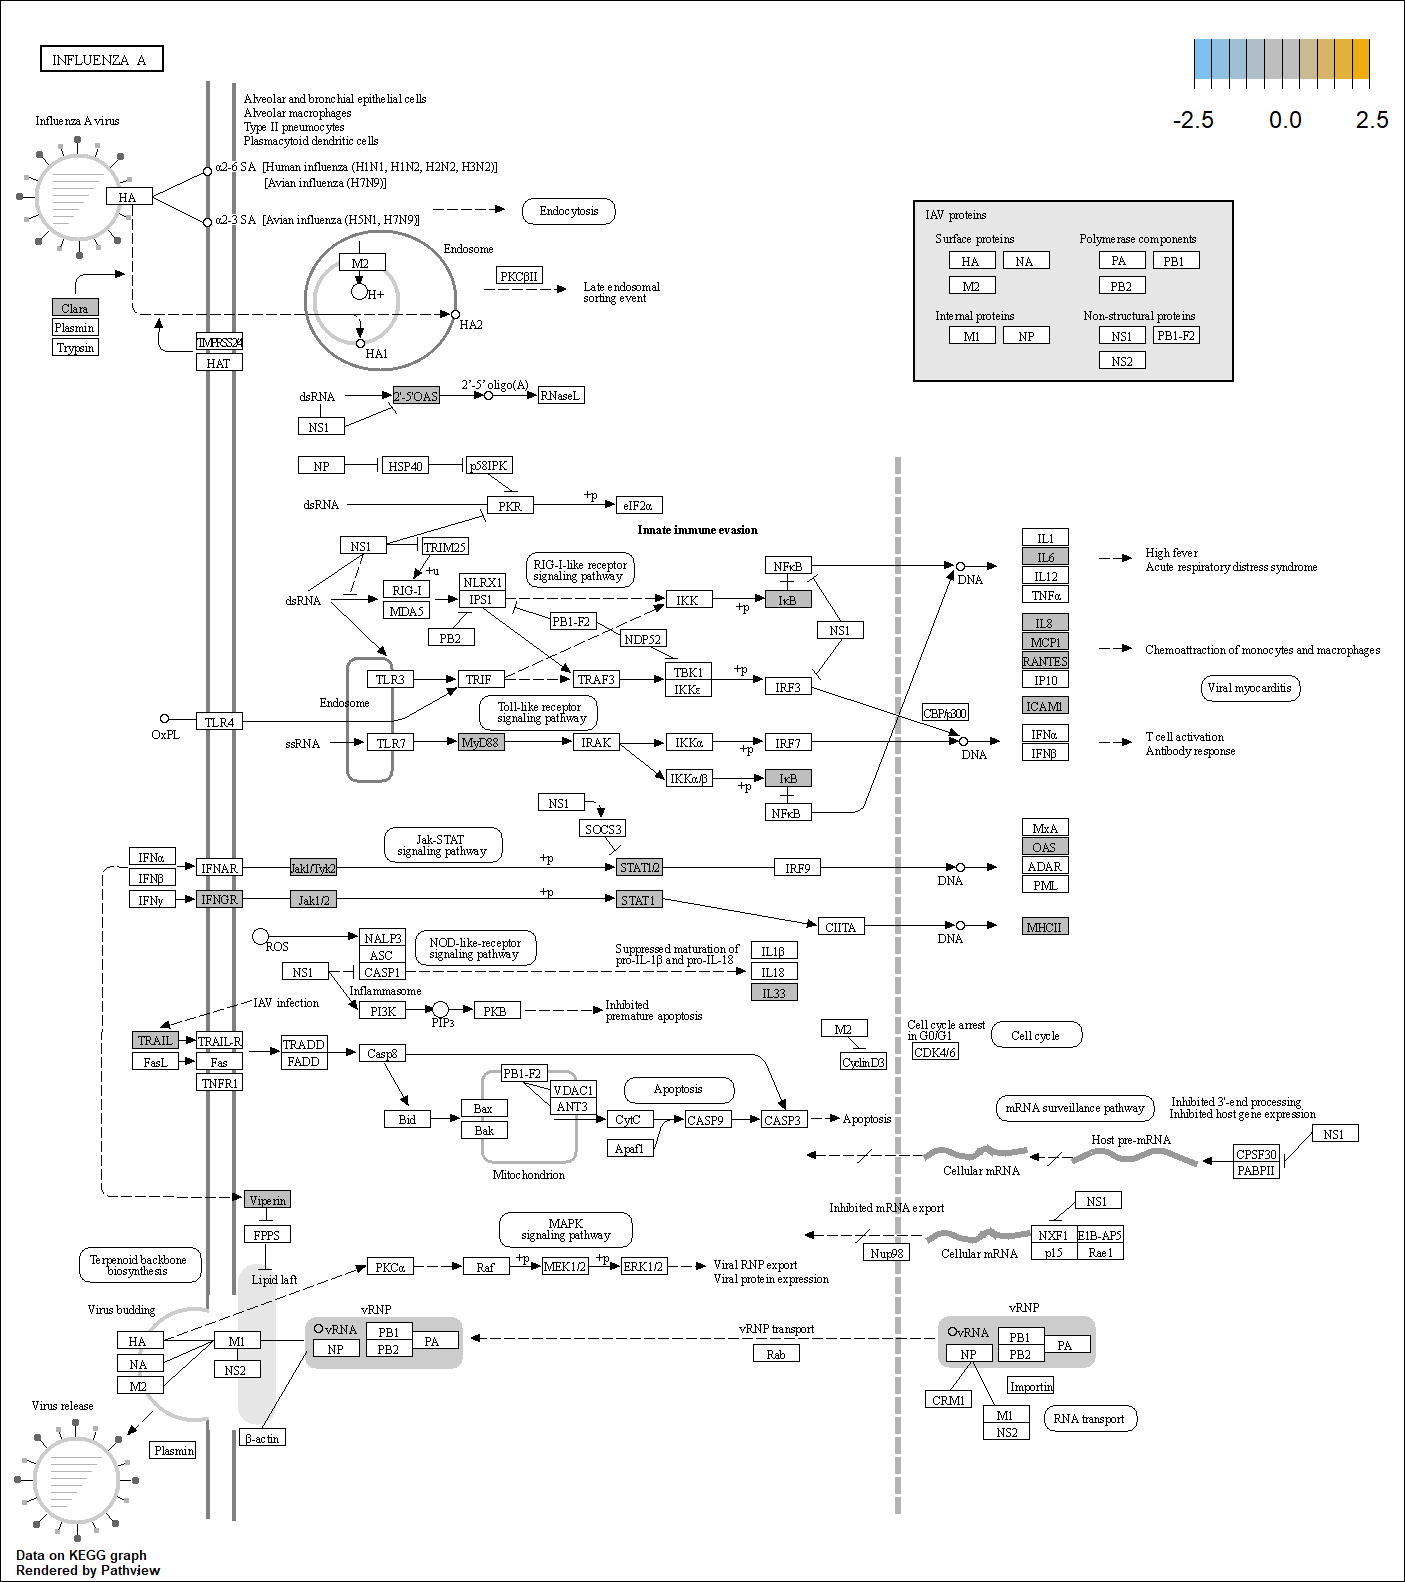 INFLUENZA A
-2.5 0.0 2.5
Alveolar and bronchial epithelial cells
Alveolar macrophages
Type II pneumocytes
Plasmacytoid dendritic cells
Influenza A virus
HA
α2-6 SA [Human influenza (H1N1, H1N2, H2N2, H3N2)]
[Avian influenza (H7N9)]
α2-3 SA [Avian influenza (H5N1, H7N9)]
Endocytosis
Endosome
M2
H+
HA2
HA1
PKCβII
Late endosomal
sorting event
Clara
Plasmin
Trypsin
TMPRSS2/4
HAT
IAV proteins
Surface proteins
HA
NA
M2
Polymerase components
PA
PB1
PB2
Internal proteins
M1
NP
Non-structural proteins
NS1
PB1-F2
NS2
dsRNA
2'-5'OAS
2'-5' oligo(A)
RNaseL
NS1
NP
HSP40
p58IPK
dsRNA
PKR
+p
eIF2α
Innate immune evasion
NS1
TRIM25
RIG-I-like receptor
signaling pathway
+u
RIG-I
MDA5
dsRNA
NLRX1
IPS1
PB2
PB1-F2
NDP52
IKK
+p
NFκB
IκB
NS1
DNA
IL1
IL6
IL12
TNFα
High fever
Acute respiratory distress syndrome
IL8
MCP1
RANTES
IP10
Chemoattraction of monocytes and macrophages
Viral myocarditis
ICAM1
TLR3
TRIF
TRAF3
TBK1
IKKε
+p
IRF3
Endosome
Toll-like receptor
signaling pathway
CBP/p300
OxPL
TLR4
ssRNA
TLR7
MyD88
IRAK
IKKα
+p
IRF7
DNA
IFNα
IFNβ
T cell activation
Antibody response
IKKα/β
+p
IκB
NFκB
NS1
SOCS3
Jak-STAT
signaling pathway
IFNα
IFNβ
IFNAR
Jak1/Tyk2
+p
STAT1/2
IRF9
DNA
MxA
OAS
ADAR
PML
IFNγ
IFNGR
Jak1/2
+p
STAT1
CIITA
DNA
MHCII
ROS
NALP3
ASC
CASP1
NOD-like-receptor
signaling pathway
NS1
Inflammasome
Suppressed maturation of
pro-IL-1β and pro-IL-18
IL1β
IL18
IL33
IAV infection
PI3K
PIP3
PKB
Inhibited
premature apoptosis
TRAIL
TRAIL-R
FasL
Fas
TNFR1
TRADD
FADD
Casp8
M2
CyclinD3
Cell cycle arrest
in G0/G1
CDK4/6
Cell cycle
Bid
PB1-F2
VDAC1
ANT3
Bax
Bak
Mitochondrion
Apoptosis
CytC
CASP9
CASP3
Apoptosis
Apaf1
mRNA surveillance pathway
Inhibited 3'-end processing
Inhibited host gene expression
NS1
Host pre-mRNA
CPSF30
PABPII
Cellular mRNA
Viperin
FPPS
Lipid laft
Inhibited mRNA export
NS1
Nup98
Cellular mRNA
NXF1
E1B-AP5
p15
Rae1
MAPK
signaling pathway
Terpenoid backbone
biosynthesis
PKCα
Raf
+p
MEK1/2
+p
ERK1/2
Viral RNP export
Viral protein expression
Virus budding
HA
NA
M2
M1
NS2
vRNP
vRNA
NP
PB1
PB2
PA
vRNP transport
Rab
vRNP
vRNA
NP
PB1
PB2
PA
CRM1
Importin
M1
NS2
RNA transport
β-actin
Virus release
Plasmin
Data on KEGG graph
Rendered by Pathview